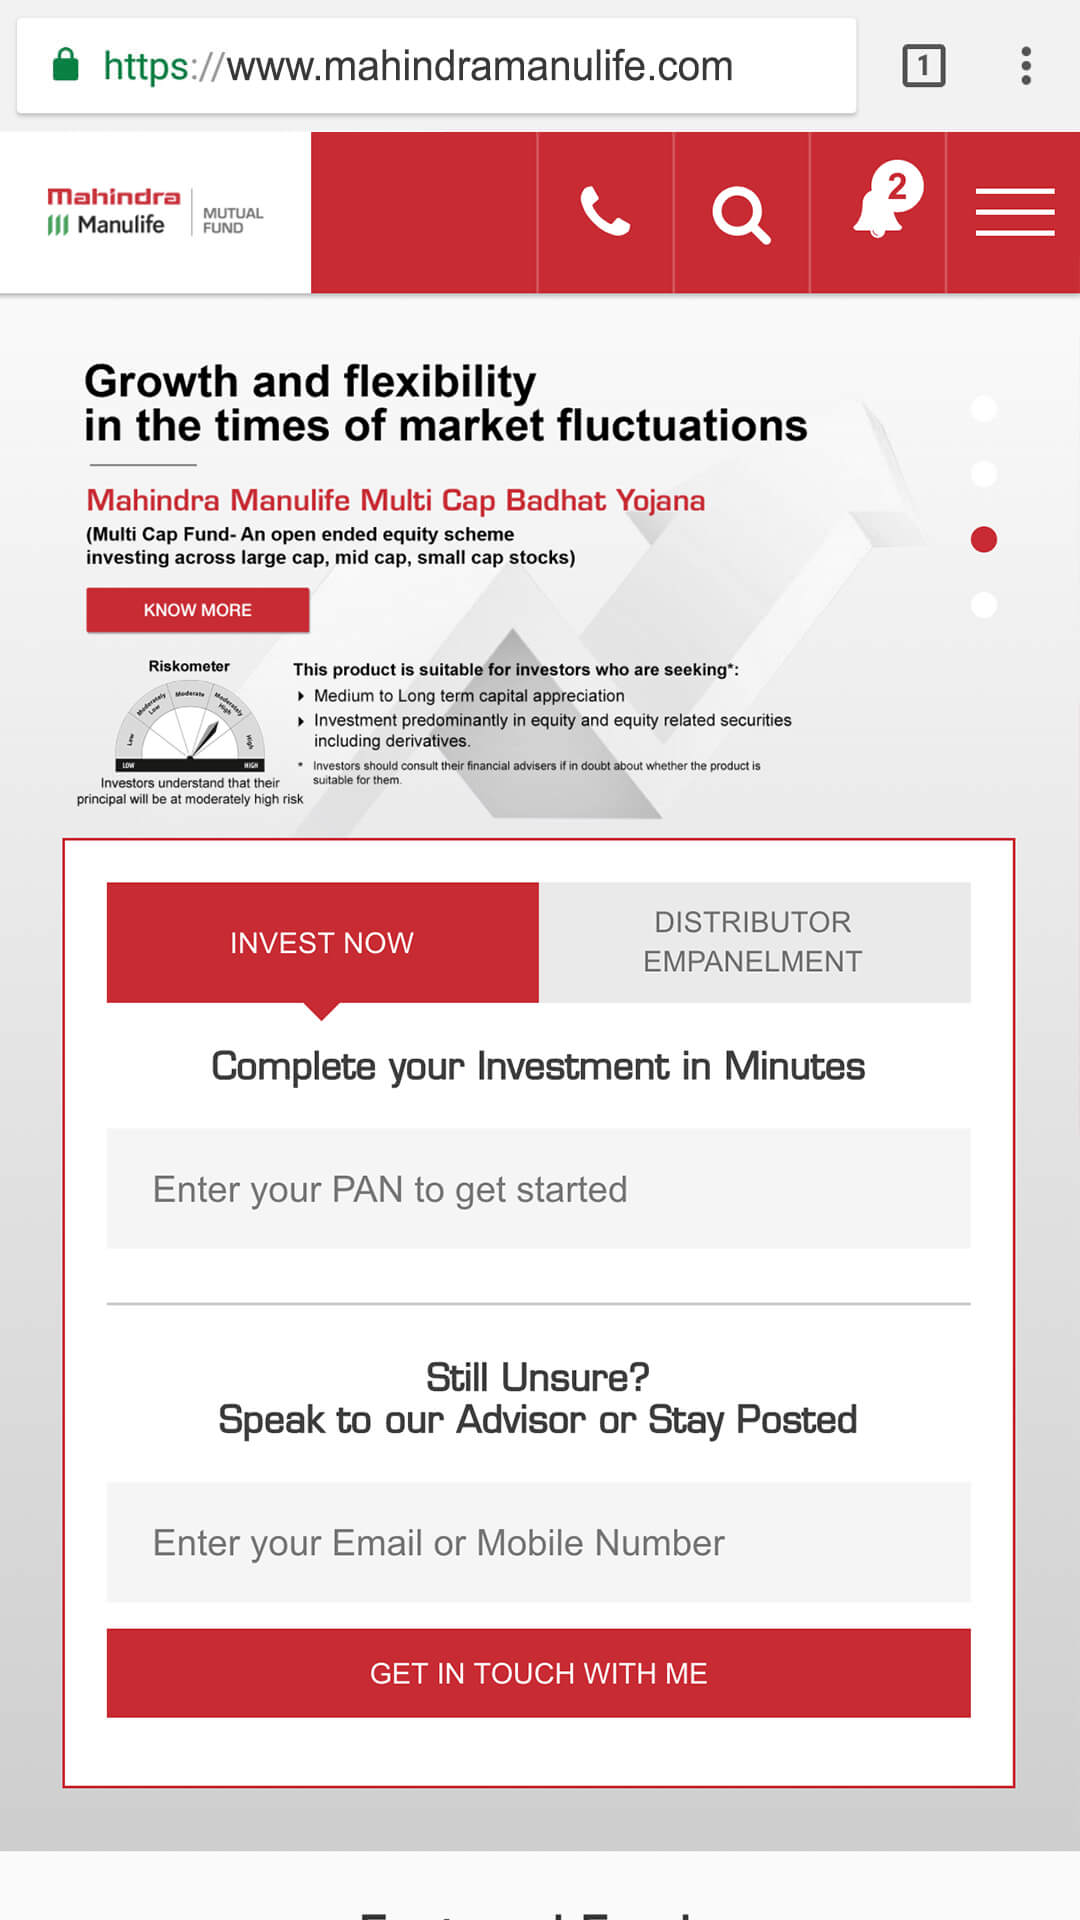 https://www.mahindramanulife.com
1
mahindra
Manulife
MUTUAL
FUND
2
Growth and flexibility
in the times of market fluctuations
Mahindra Manulife Multi Cap Badhat Yojana
(Multi Cap Fund- An open ended equity scheme
investing across large cap, mid cap, small cap stocks)
KNOW MORE
Riskometer
Low
Moderately Low
Moderate
Moderately High
High
LOW
HIGH
Investors understand that their
principal will be at moderately high risk
This product is suitable for investors who are seeking*:
Medium to Long term capital appreciation
Investment predominantly in equity and equity related securities
including derivatives.
* Investors should consult their financial advisers if in doubt about whether the product is
suitable for them.
INVEST NOW
DISTRIBUTOR
EMPANELMENT
Complete your Investment in Minutes
Enter your PAN to get started
Still Unsure?
Speak to our Advisor or Stay Posted
Enter your Email or Mobile Number
GET IN TOUCH WITH ME